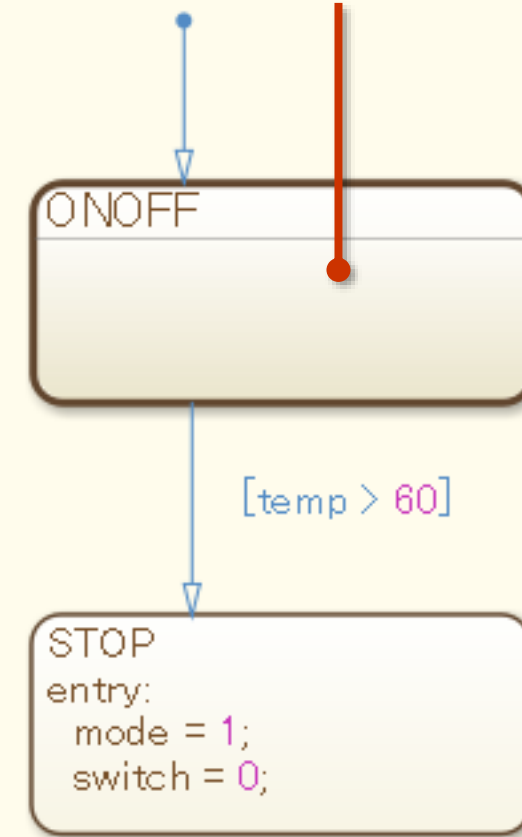 ONOFF
[temp > 60]
STOP
entry:
mode = 1;
switch = 0;